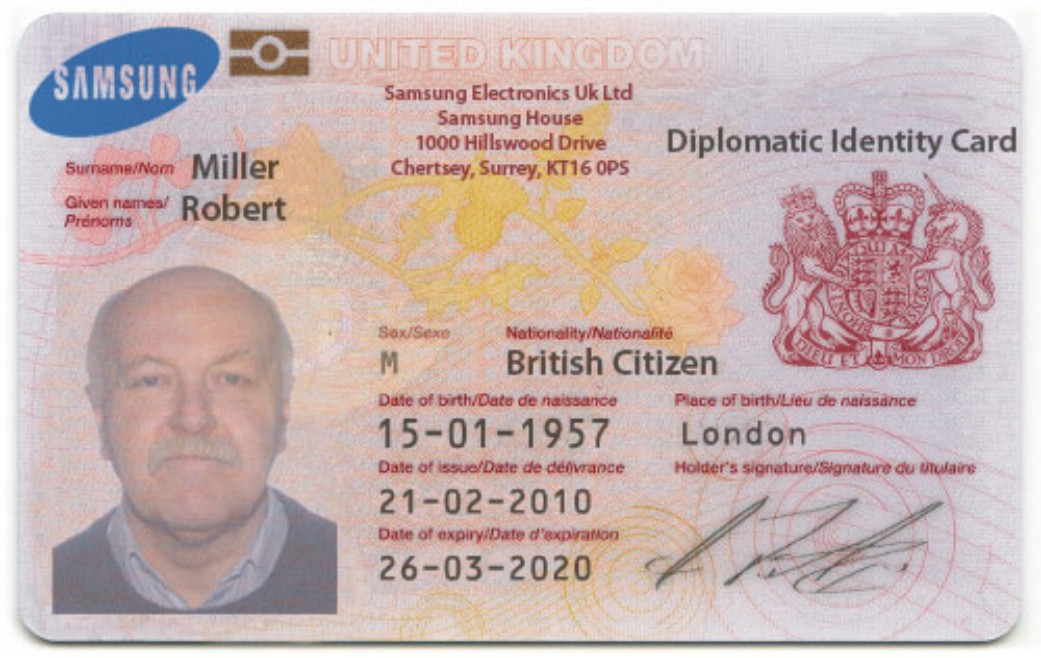 SAMSUNG
UNITED KINGDOM
Samsung Electronics Uk Ltd
Samsung House
1000 Hillswood Drive
Chertsey, Surrey, KT16 0PS
Diplomatic Identity Card
Surname/Nom Miller
Given names/
Prénoms Robert
Sex/Sexe Nationality/Nationalité
M British Citizen
Date of birth/Date de naissance Place of birth/Lieu de naissance
15-01-1957 London
Date of issue/Date de délivrance Holder's signature/Signature du titulaire
21-02-2010
Date of expiry/Date d'expiration
26-03-2020
DIEU ET MON DROIT